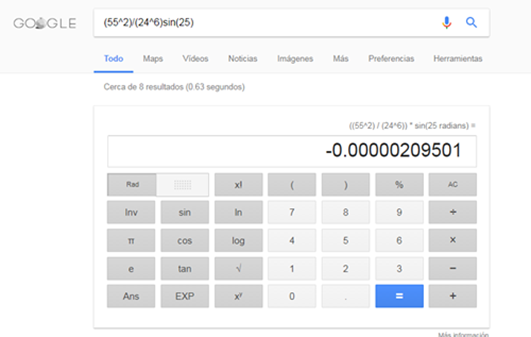 GOOGLE
(55^2)/(24^6)sin(25)
Todo Maps Vídeos Noticias Imágenes Más Preferencias Herramientas
Cerca de 8 resultados (0.63 segundos)
((55^2) / (24^6)) * sin(25 radians) =
-0.00000209501
Rad x! ( ) % AC
Inv sin ln 7 8 9 ÷
π cos log 4 5 6 ×
e tan √ 1 2 3 −
Ans EXP xʸ 0 . = +
Más información